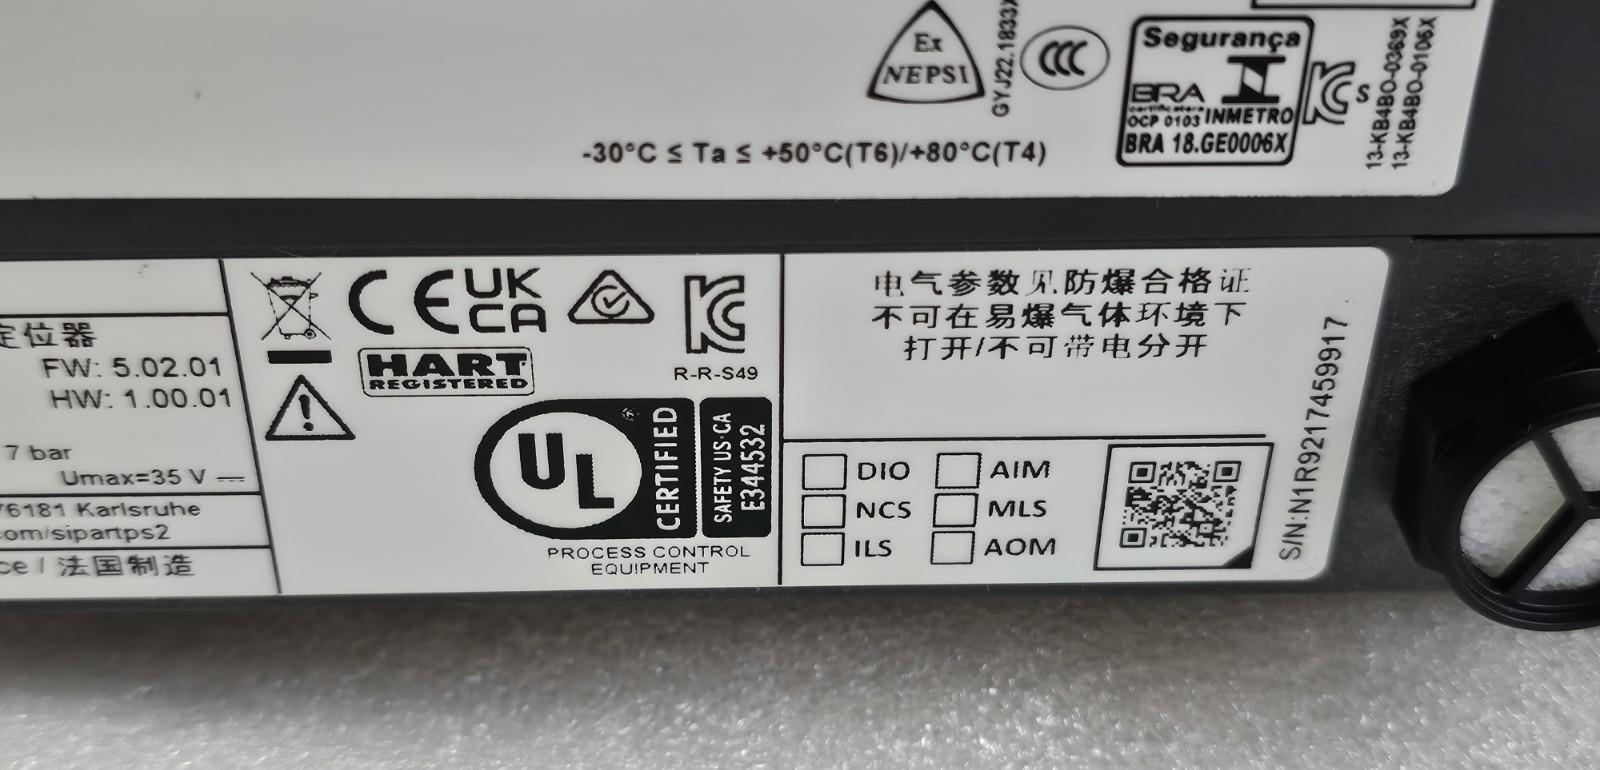 Ex
NEPSI
GYJ22.1833X
CCC
Segurança
BRA
OCP 0103
INMETRO
BRA 18.GE0006X
S
13-KB4BO-0369X
13-KB4BO-0106X
-30°C ≤ Ta ≤ +50°C(T6)/+80°C(T4)
定位器
FW: 5.02.01
HW: 1.00.01
7 bar
Umax=35 V
76181 Karlsruhe
com/sipartps2
ce / 法国制造
CE
UK
CA
HART
REGISTERED
R-R-S49
UL
®
CERTIFIED
SAFETY US·CA
E344532
PROCESS CONTROL
EQUIPMENT
电气参数见防爆合格证
不可在易爆气体环境下
打开/不可带电分开
DIO AIM
NCS MLS
ILS AOM
S/N:N1R9217459917